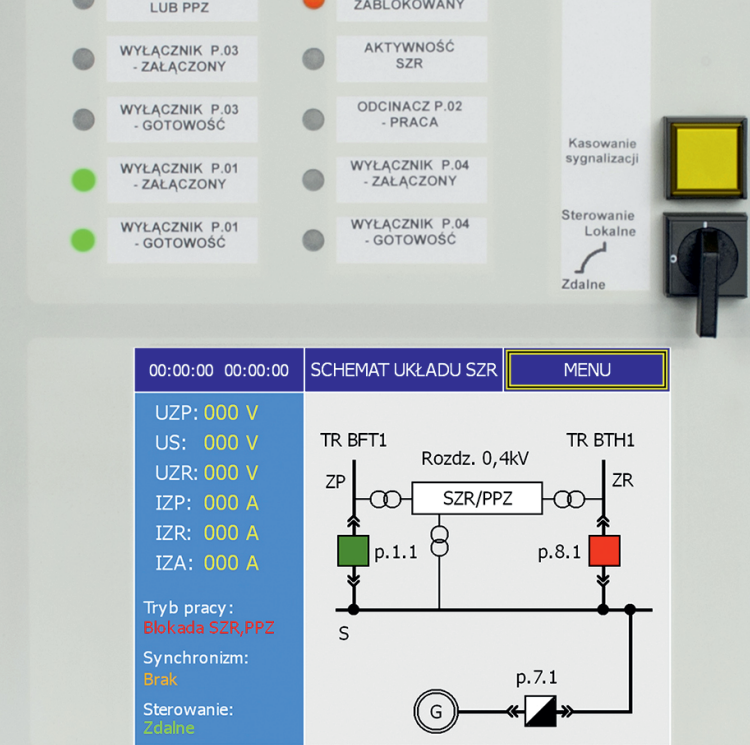 LUB PPZ
ZABLOKOWANY
WYŁĄCZNIK P.03
- ZAŁĄCZONY
AKTYWNOŚĆ
SZR
WYŁĄCZNIK P.03
- GOTOWOŚĆ
ODCINACZ P.02
- PRACA
WYŁĄCZNIK P.01
- ZAŁĄCZONY
WYŁĄCZNIK P.04
- ZAŁĄCZONY
WYŁĄCZNIK P.01
- GOTOWOŚĆ
WYŁĄCZNIK P.04
- GOTOWOŚĆ
Kasowanie
sygnalizacji
Sterowanie
Lokalne
Zdalne
00:00:00 00:00:00
SCHEMAT UKŁADU SZR
MENU
UZP: 000 V
US: 000 V
UZR: 000 V
IZP: 000 A
IZR: 000 A
IZA: 000 A
Tryb pracy:
Blokada SZR,PPZ
Synchronizm:
Brak
Sterowanie:
Zdalne
TR BFT1
TR BTH1
Rozdz. 0,4kV
ZP
ZR
SZR/PPZ
p.1.1
p.8.1
S
p.7.1
G